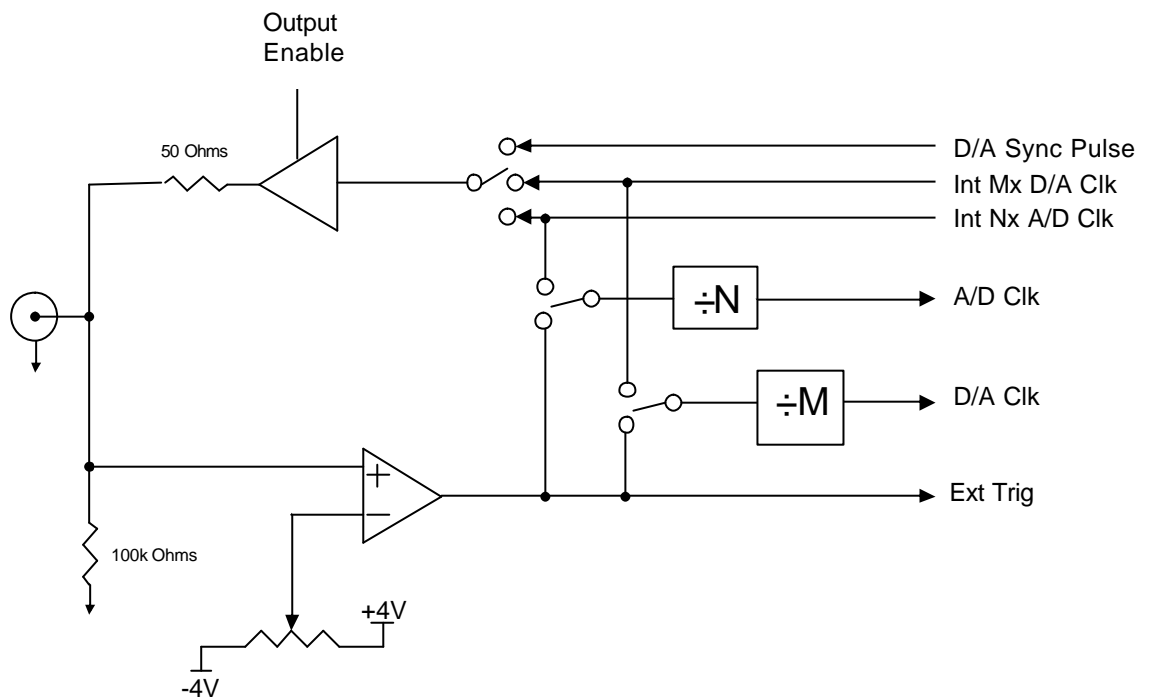 Output
Enable
50 Ohms
D/A Sync Pulse
Int Mx D/A Clk
Int Nx A/D Clk
÷N
A/D Clk
÷M
D/A Clk
+
−
Ext Trig
100k Ohms
+4V
-4V